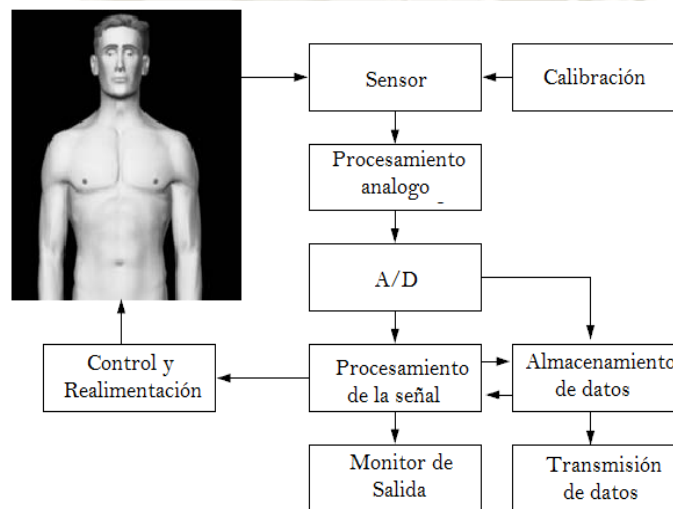 Sensor
Calibración
Procesamiento
analogo
A/D
Control y
Realimentación
Procesamiento
de la señal
Almacenamiento
de datos
Monitor de
Salida
Transmisión
de datos